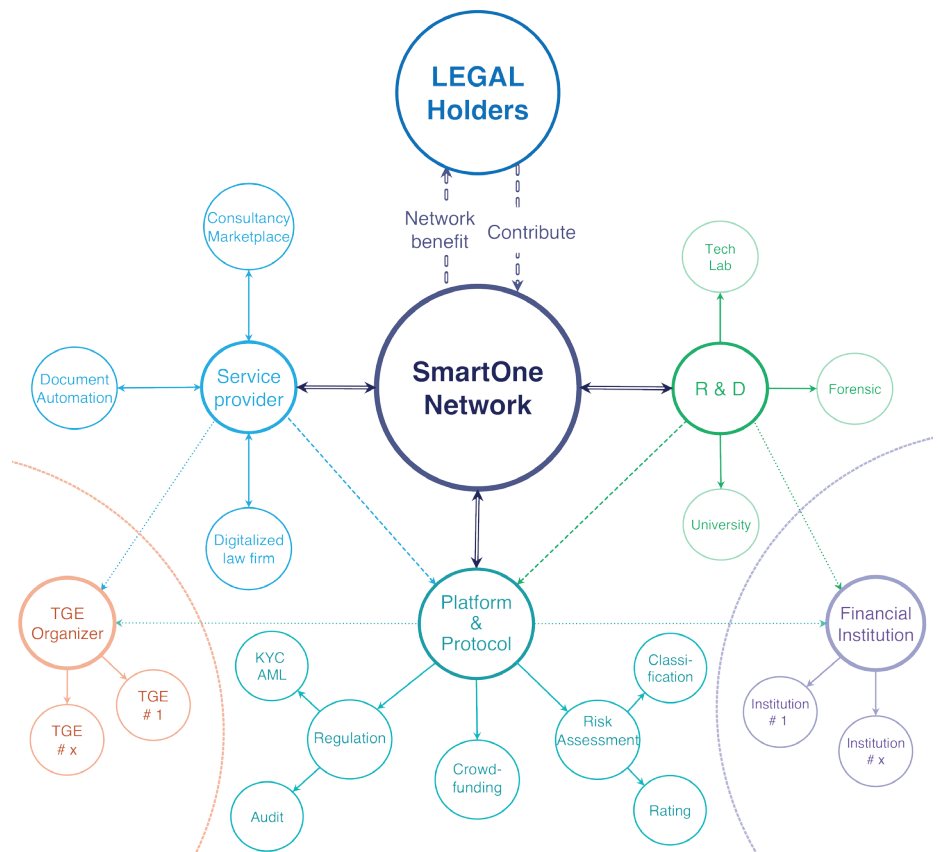 LEGAL
Holders
Network
benefit
Contribute
Consultancy
Marketplace
Tech
Lab
Document
Automation
Service
provider
SmartOne
Network
R & D
Forensic
University
Digitalized
law firm
TGE
Organizer
Platform
&
Protocol
Financial
Institution
KYC
AML
Classi-
fication
TGE
# 1
TGE
# x
Regulation
Risk
Assessment
Institution
# 1
Institution
# x
Crowd-
funding
Audit
Rating